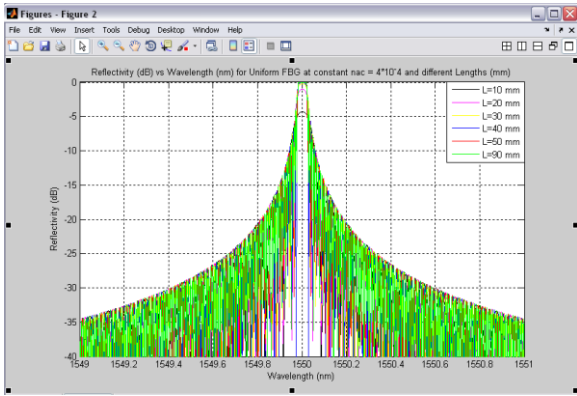 Figures - Figure 2
File Edit View Insert Tools Debug Desktop Window Help
Reflectivity (dB) vs Wavelength (nm) for Uniform FBG at constant nac = 4*10ˆ4 and different Lengths (mm)
0
-5
-10
-15
-20
-25
-30
-35
-40
Reflectivity (dB)
L=10 mm
L=20 mm
L=30 mm
L=40 mm
L=50 mm
L=90 mm
1549 1549.2 1549.4 1549.6 1549.8 1550 1550.2 1550.4 1550.6 1550.8 1551
Wavelength (nm)